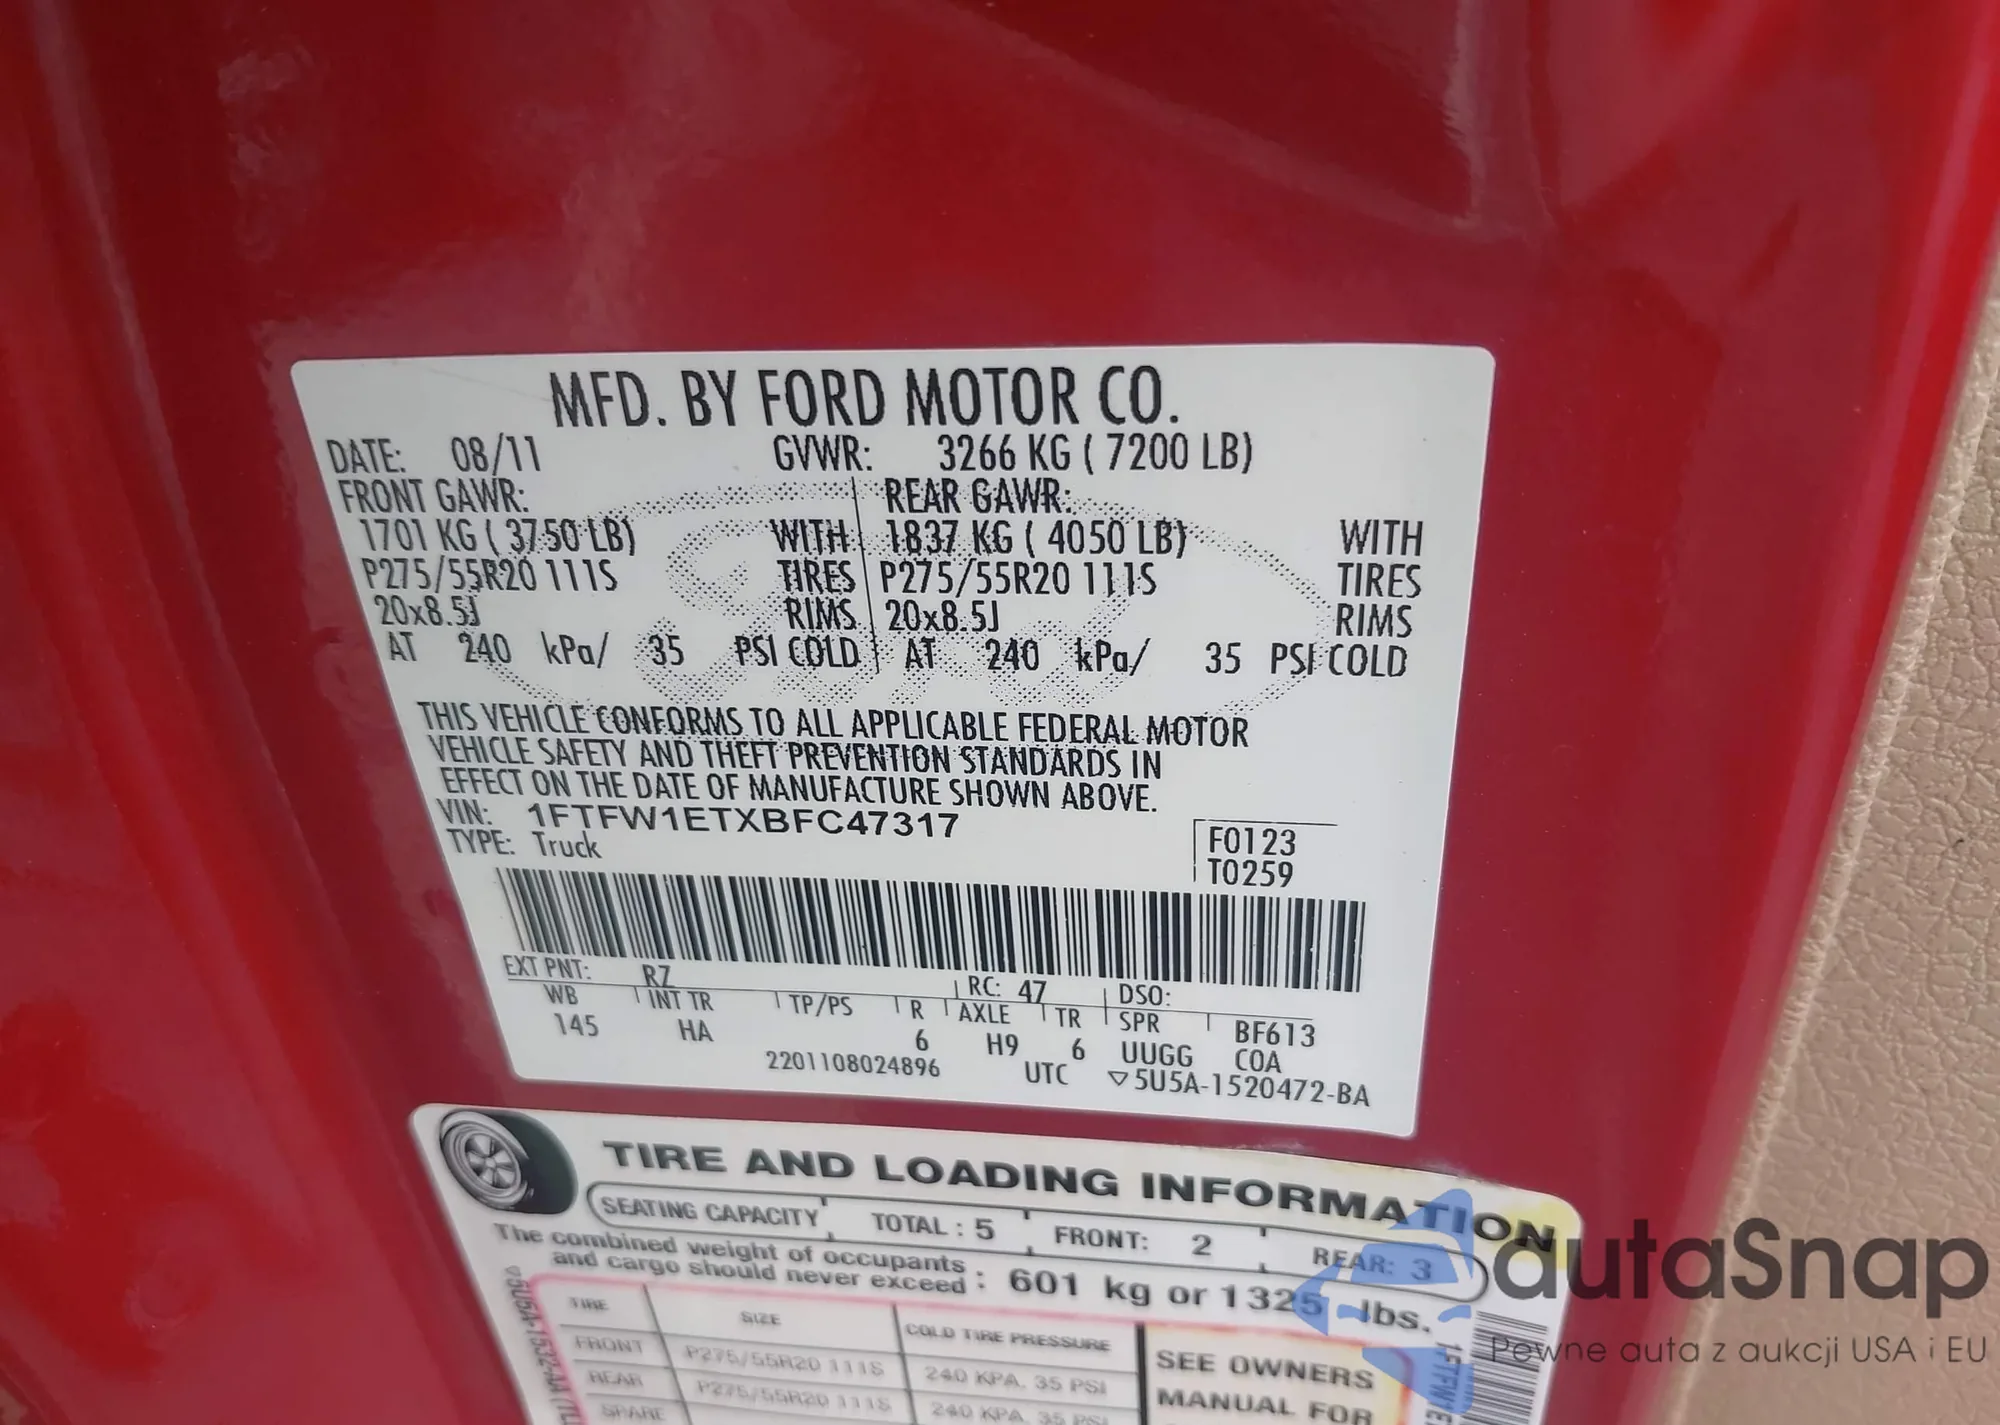 MFD. BY FORD MOTOR CO.
DATE: 08/11 GVWR: 3266 KG ( 7200 LB)
FRONT GAWR: REAR GAWR:
1701 KG ( 3750 LB) WITH 1837 KG ( 4050 LB) WITH
P275/55R20 111S TIRES P275/55R20 111S TIRES
20x8.5J RIMS 20x8.5J RIMS
AT 240 kPa/ 35 PSI COLD AT 240 kPa/ 35 PSI COLD
THIS VEHICLE CONFORMS TO ALL APPLICABLE FEDERAL MOTOR
VEHICLE SAFETY AND THEFT PREVENTION STANDARDS IN
EFFECT ON THE DATE OF MANUFACTURE SHOWN ABOVE.
VIN: 1FTFW1ETXBFC47317
TYPE: Truck
F0123
T0259
EXT PNT: RZ RC: 47 DSO:
WB INT TR TP/PS R AXLE TR SPR BF613
145 HA 6 H9 6 UUGG COA
2201108024896 UTC ▽5U5A-1520472-BA
TIRE AND LOADING INFORMATION
SEATING CAPACITY TOTAL : 5 FRONT: 2 REAR: 3
The combined weight of occupants
and cargo should never exceed : 601 kg or 1325 lbs.
TIRE SIZE COLD TIRE PRESSURE
FRONT P275/55R20 111S 240 KPA, 35 PSI
REAR P275/55R20 111S 240 KPA, 35 PSI
SPARE
SEE OWNERS
MANUAL FOR
autaSnap
Pewne auta z aukcji USA i EU